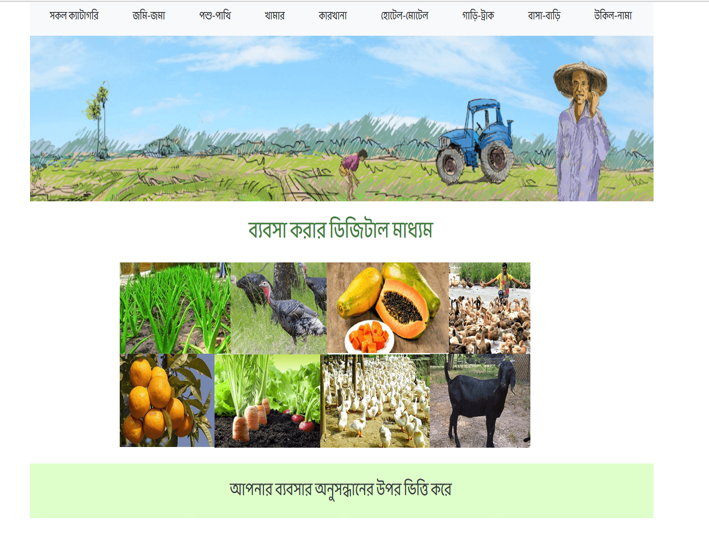 সকল ক্যাটাগরি জমি-জমা পশু-পাখি খামার কারখানা হোটেল-মোটেল গাড়ি-ট্রাক বাসা-বাড়ি উকিল-নামা
ব্যবসা করার ডিজিটাল মাধ্যম
আপনার ব্যবসার অনুসন্ধানের উপর ভিত্তি করে